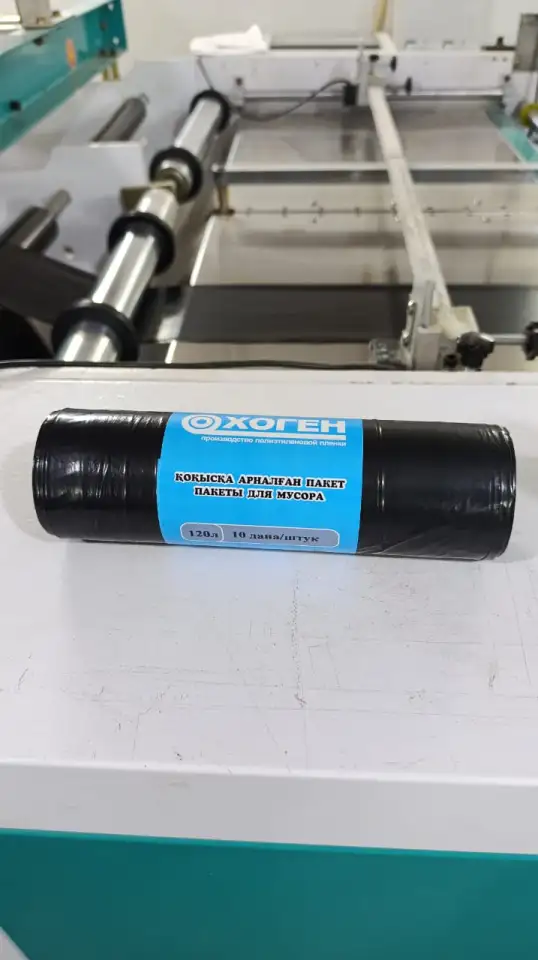 ХОГЕН
производство полиэтиленовой пленки
ҚОҚЫСҚА АРНАЛҒАН ПАКЕТ
ПАКЕТЫ ДЛЯ МУСОРА
120л 10 дана/штук